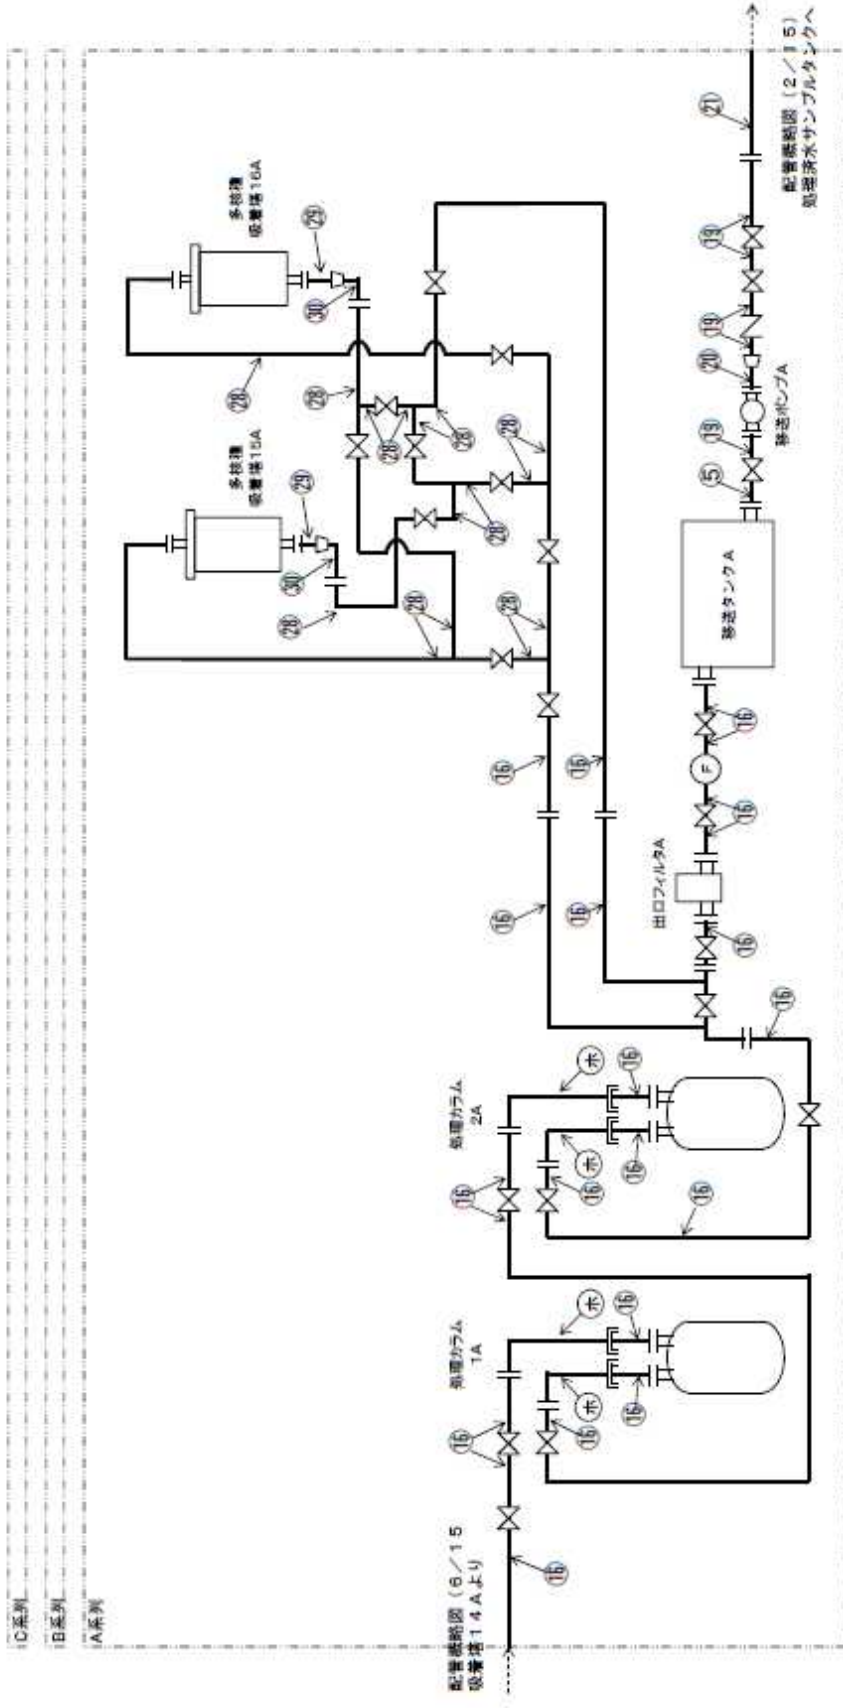 C系列
B系列
A系列
配管概略図（6／15
吸着塔14Aより
⑯
⑯
処理カラム
1A
㋭
㋭
⑯
⑯
⑯
⑯
処理カラム
2A
㋭
㋭
⑯
⑯
⑯
⑯
⑯
⑯
⑯
⑯
⑯
⑯
出口フィルタA
⑯
F
⑯
移送タンクA
⑤
⑲
移送ポンプA
⑳
⑲
⑲
㉑
配管概略図（2／15）
処理済水サンプルタンクへ
多核種
吸着塔15A
㉙
㉚
㉘
㉘
㉘
㉘
㉘
㉘
㉘
㉘
㉘
㉘
多核種
吸着塔16A
㉙
㉚